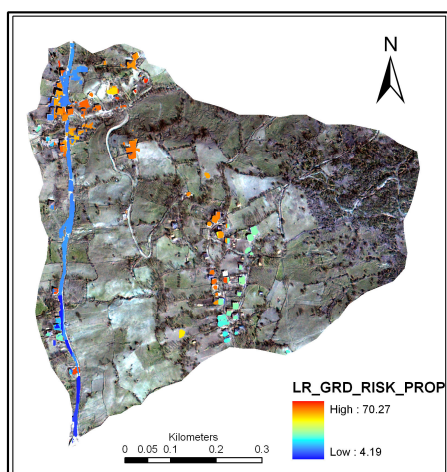 N
LR_GRD_RISK_PROP
High : 70.27
Low : 4.19
Kilometers
0 0.05 0.1 0.2 0.3